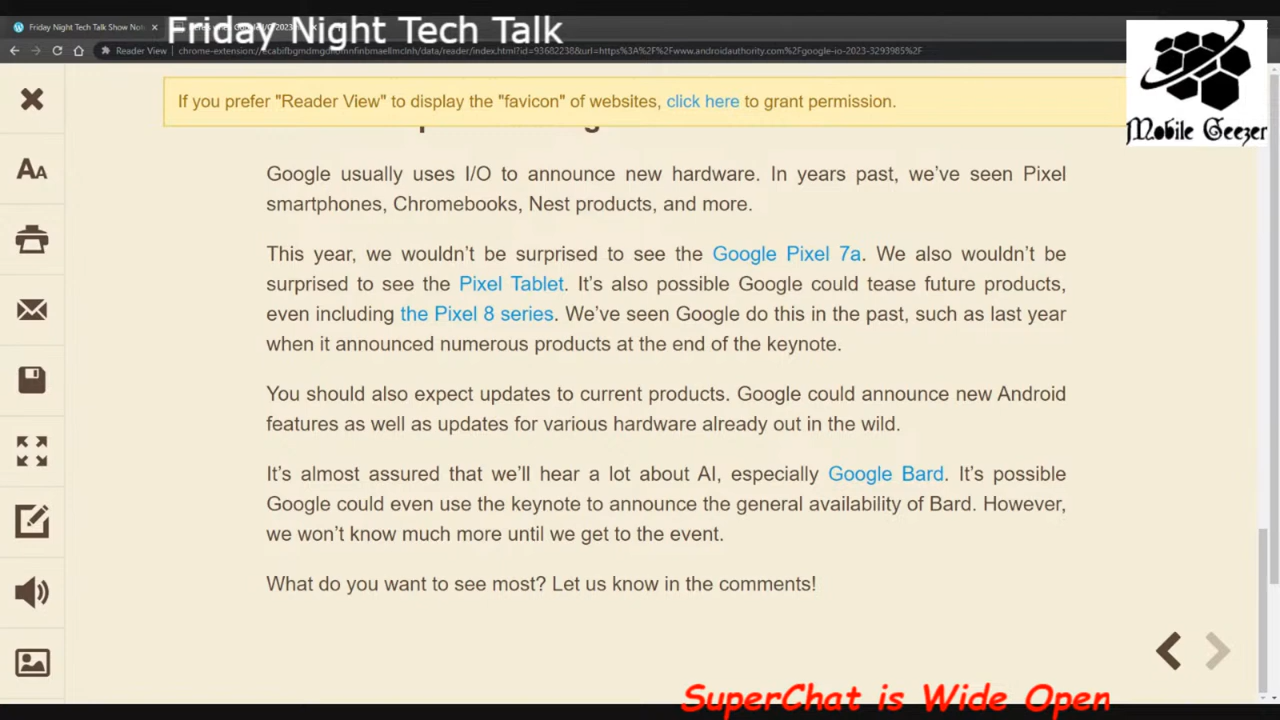 Friday Night Tech Talk Show Not
Friday Night Tech Talk
Reader View
If you prefer "Reader View" to display the "favicon" of websites, click here to grant permission.
Mobile Geezer
Google usually uses I/O to announce new hardware. In years past, we've seen Pixel
smartphones, Chromebooks, Nest products, and more.
This year, we wouldn't be surprised to see the Google Pixel 7a. We also wouldn't be
surprised to see the Pixel Tablet. It's also possible Google could tease future products,
even including the Pixel 8 series. We've seen Google do this in the past, such as last year
when it announced numerous products at the end of the keynote.
You should also expect updates to current products. Google could announce new Android
features as well as updates for various hardware already out in the wild.
It's almost assured that we'll hear a lot about AI, especially Google Bard. It's possible
Google could even use the keynote to announce the general availability of Bard. However,
we won't know much more until we get to the event.
What do you want to see most? Let us know in the comments!
AA
SuperChat is Wide Open